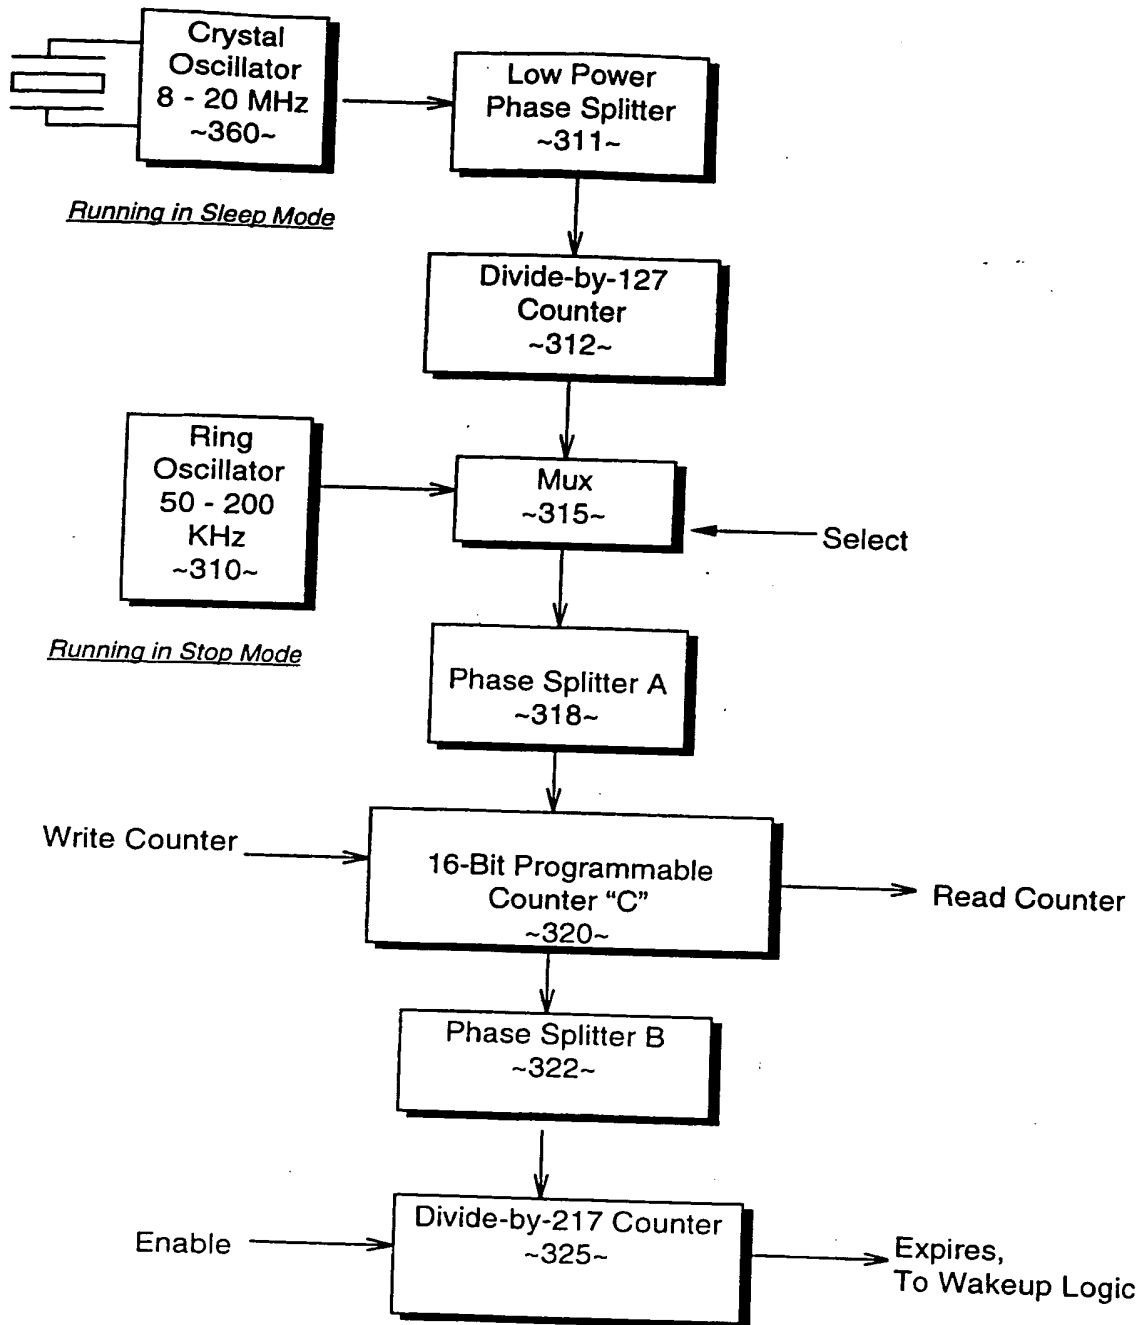 Crystal
Oscillator
8 - 20 MHz
~360~
Low Power
Phase Splitter
~311~
Running in Sleep Mode
Divide-by-127
Counter
~312~
Ring
Oscillator
50 - 200
KHz
~310~
Mux
~315~
Select
Running in Stop Mode
Phase Splitter A
~318~
Write Counter
16-Bit Programmable
Counter “C”
~320~
Read Counter
Phase Splitter B
~322~
Enable
Divide-by-217 Counter
~325~
Expires,
To Wakeup Logic